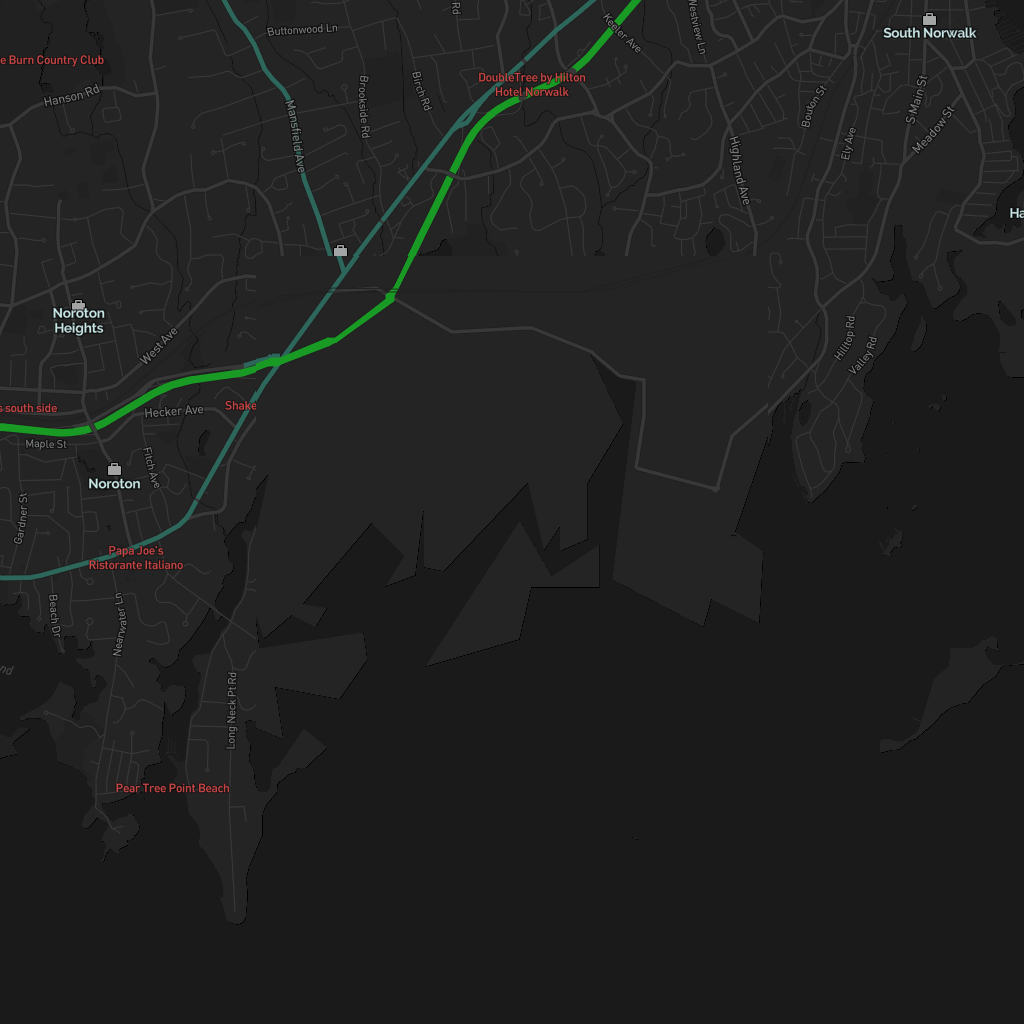 Rd
Westview Ln
Keeler Ave
South Norwalk
Buttonwood Ln
e Burn Country Club
DoubleTree by Hilton
Hotel Norwalk
Hanson Rd
Brookside Rd
Birch Rd
Mansfield Ave
Bouton St
S Main St
Meadow St
Ely Ave
Highland Ave
Ha
Noroton
Heights
West Ave
Hilltop Rd
Valley Rd
s south side
Shake
Hecker Ave
Maple St
Fitch Ave
Noroton
Gardner St
Papa Joe's
Ristorante Italiano
Beach Dr
Nearwater Ln
nd
Long Neck Pt Rd
Pear Tree Point Beach